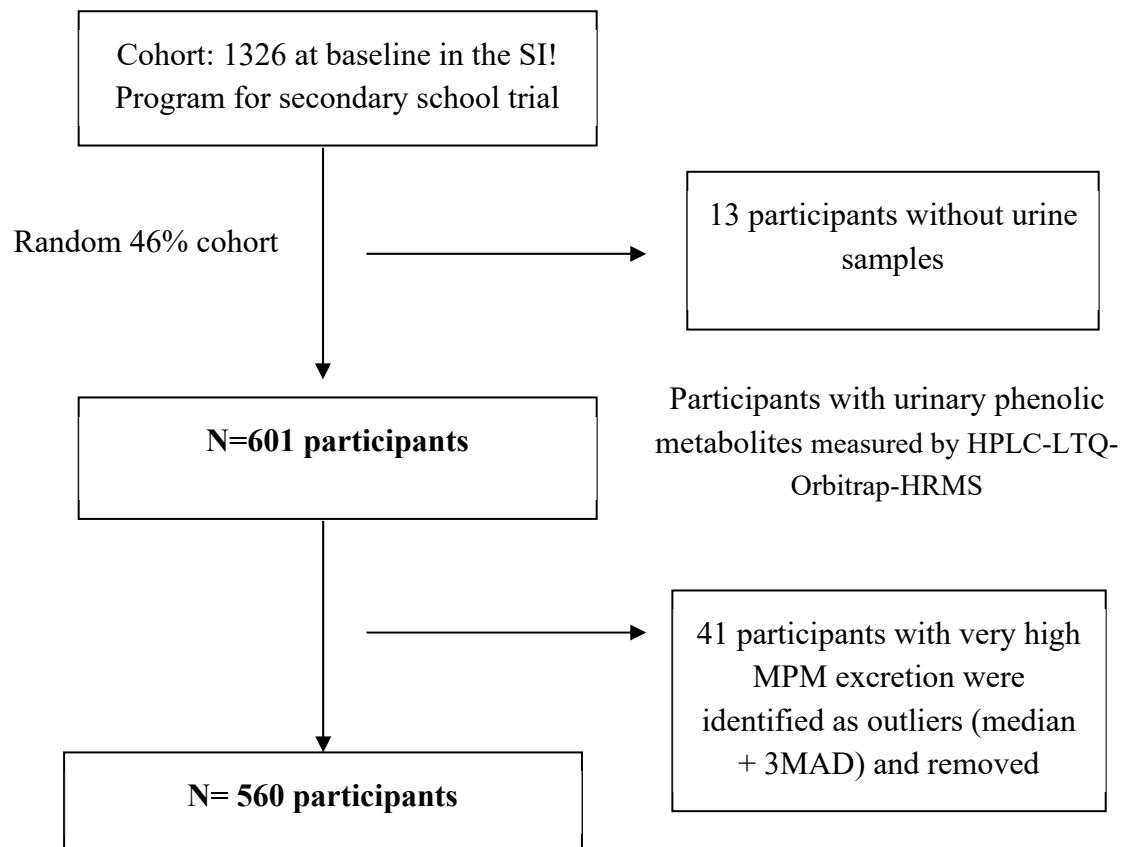 Cohort: 1326 at baseline in the SI!
Program for secondary school trial
Random 46% cohort
13 participants without urine
samples
N=601 participants
Participants with urinary phenolic
metabolites measured by HPLC-LTQ-
Orbitrap-HRMS
41 participants with very high
MPM excretion were
identified as outliers (median
+ 3MAD) and removed
N= 560 participants